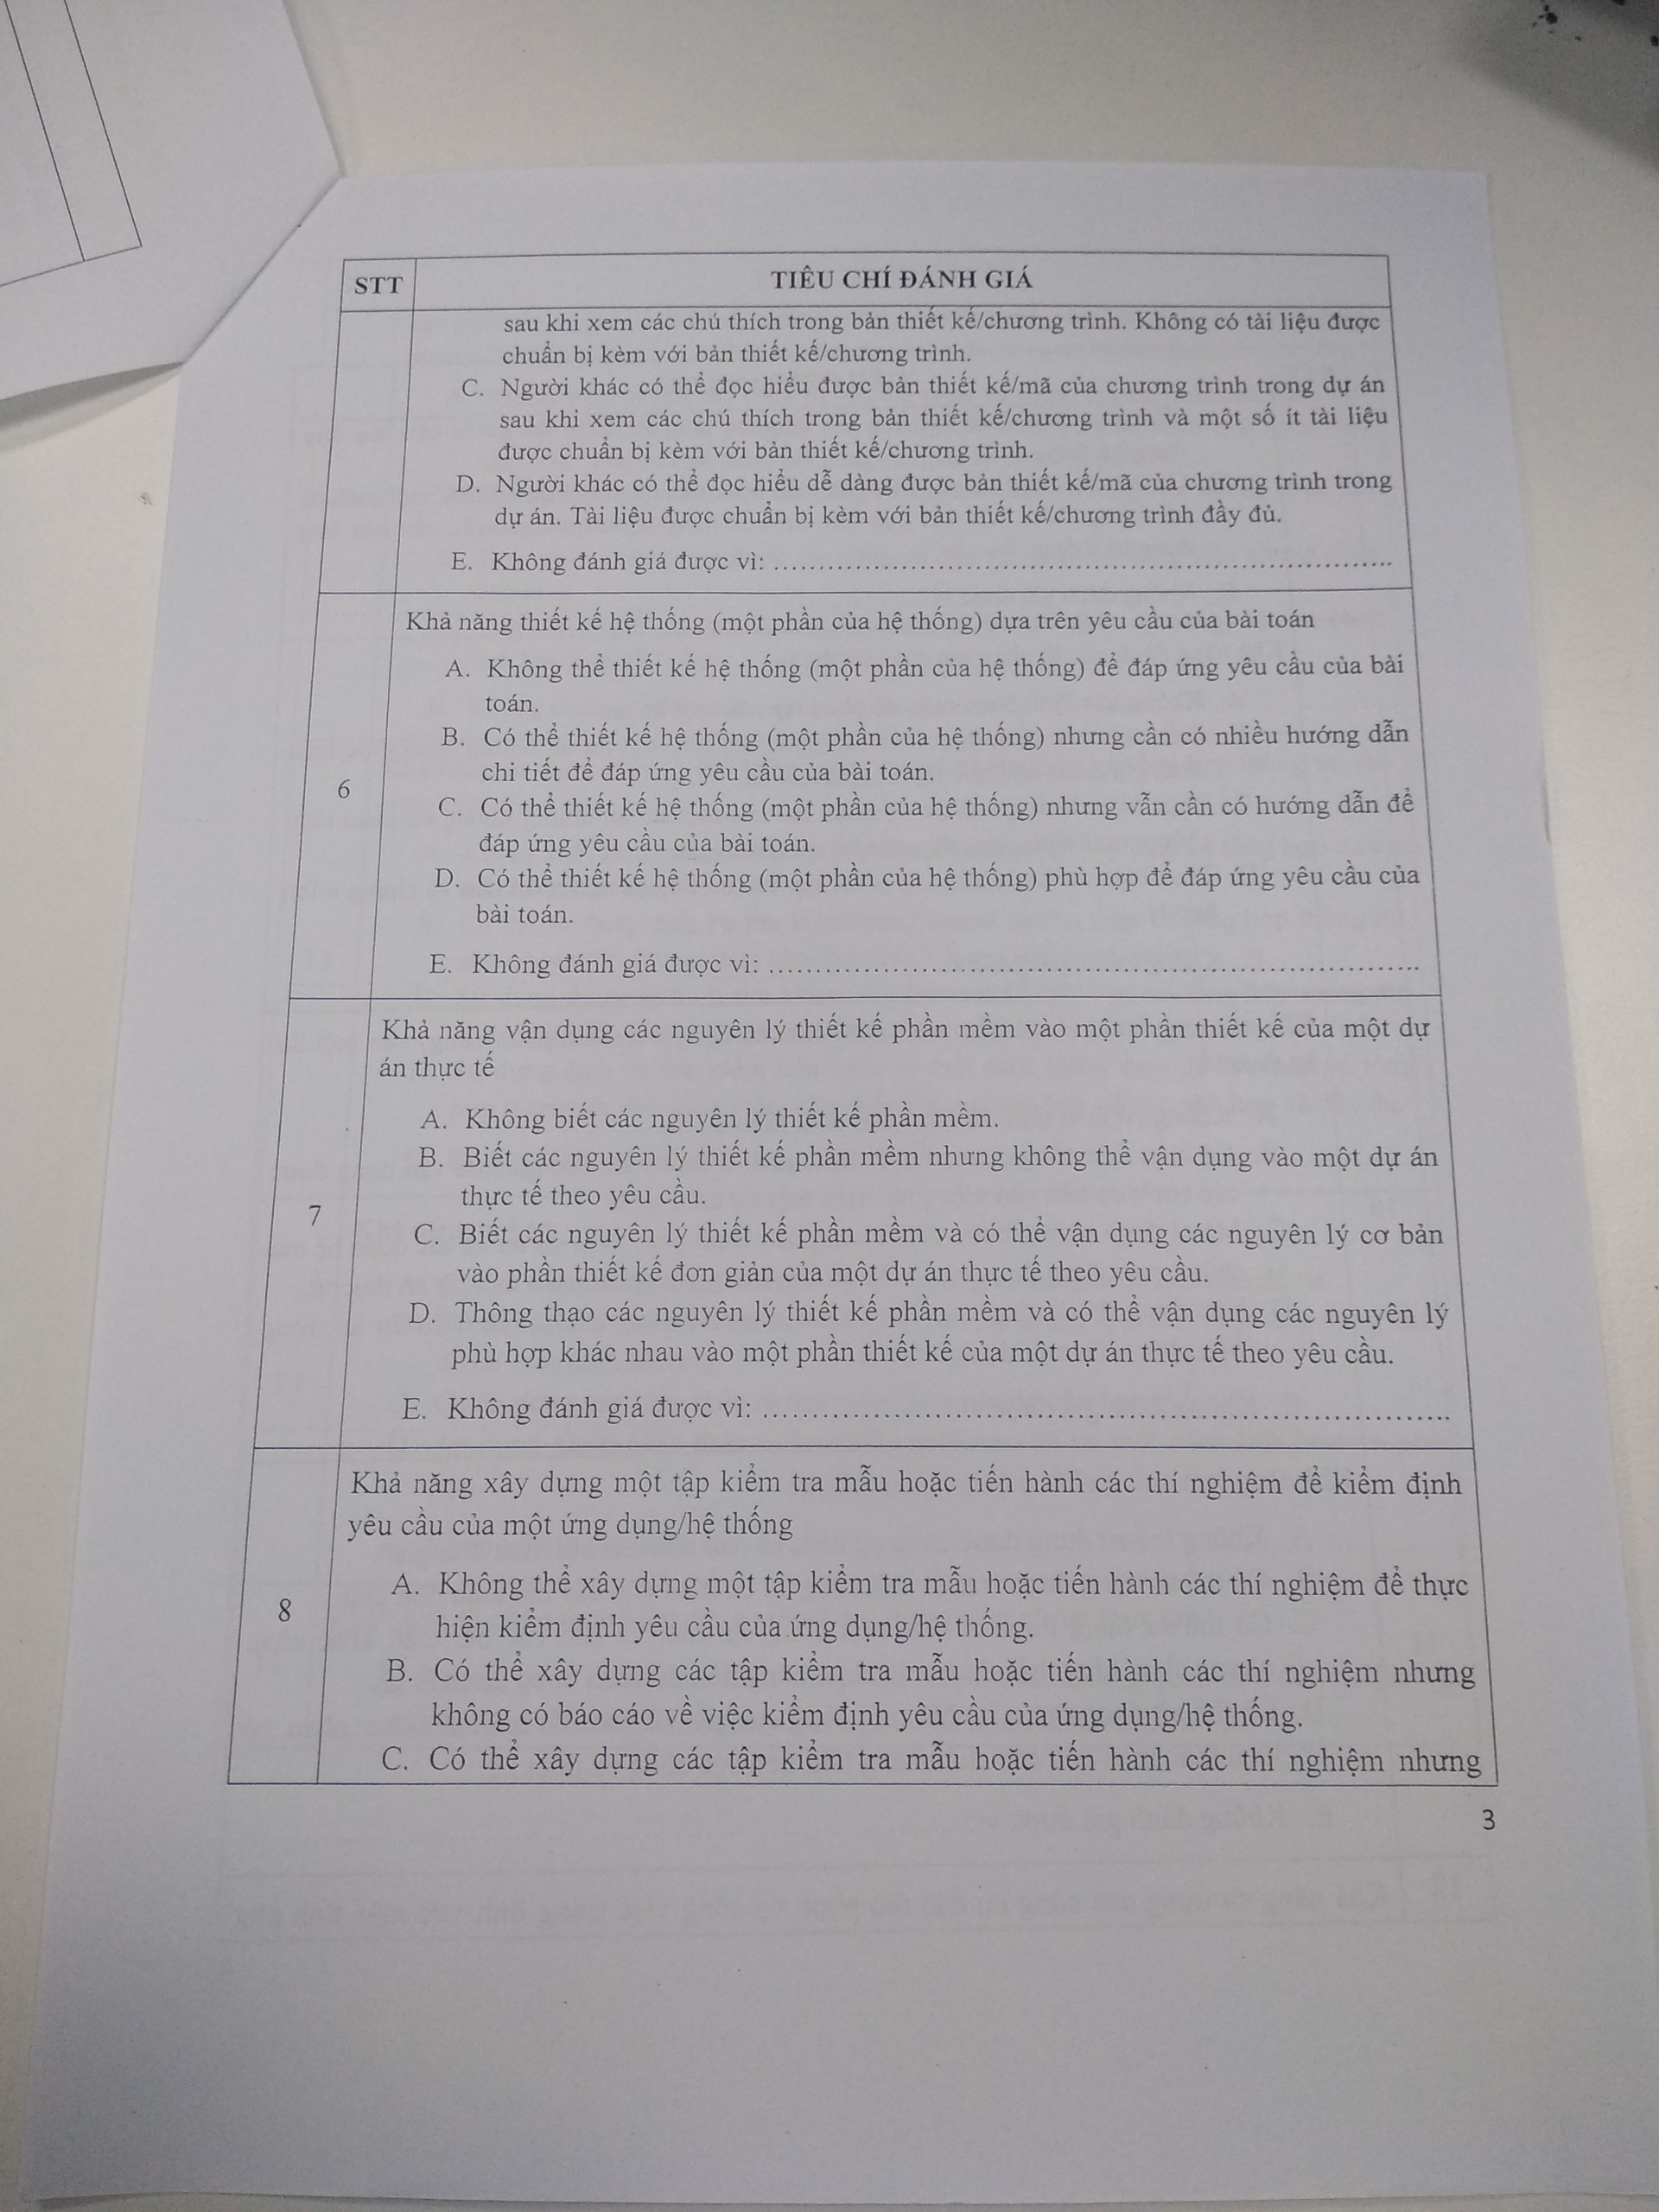 STT TIÊU CHÍ ĐÁNH GIÁ
sau khi xem các chú thích trong bản thiết kế/chương trình. Không có tài liệu được
chuẩn bị kèm với bản thiết kế/chương trình.
C. Người khác có thể đọc hiểu được bản thiết kế/mã của chương trình trong dự án
sau khi xem các chú thích trong bản thiết kế/chương trình và một số ít tài liệu
được chuẩn bị kèm với bản thiết kế/chương trình.
D. Người khác có thể đọc hiểu dễ dàng được bản thiết kế/mã của chương trình trong
dự án. Tài liệu được chuẩn bị kèm với bản thiết kế/chương trình đầy đủ.
E. Không đánh giá được vì: ........................................................................
6
Khả năng thiết kế hệ thống (một phần của hệ thống) dựa trên yêu cầu của bài toán
A. Không thể thiết kế hệ thống (một phần của hệ thống) để đáp ứng yêu cầu của bài
toán.
B. Có thể thiết kế hệ thống (một phần của hệ thống) nhưng cần có nhiều hướng dẫn
chi tiết để đáp ứng yêu cầu của bài toán.
C. Có thể thiết kế hệ thống (một phần của hệ thống) nhưng vẫn cần có hướng dẫn để
đáp ứng yêu cầu của bài toán.
D. Có thể thiết kế hệ thống (một phần của hệ thống) phù hợp để đáp ứng yêu cầu của
bài toán.
E. Không đánh giá được vì: ........................................................................
7
Khả năng vận dụng các nguyên lý thiết kế phần mềm vào một phần thiết kế của một dự
án thực tế
A. Không biết các nguyên lý thiết kế phần mềm.
B. Biết các nguyên lý thiết kế phần mềm nhưng không thể vận dụng vào một dự án
thực tế theo yêu cầu.
C. Biết các nguyên lý thiết kế phần mềm và có thể vận dụng các nguyên lý cơ bản
vào phần thiết kế đơn giản của một dự án thực tế theo yêu cầu.
D. Thông thạo các nguyên lý thiết kế phần mềm và có thể vận dụng các nguyên lý
phù hợp khác nhau vào một phần thiết kế của một dự án thực tế theo yêu cầu.
E. Không đánh giá được vì: ........................................................................
8
Khả năng xây dựng một tập kiểm tra mẫu hoặc tiến hành các thí nghiệm để kiểm định
yêu cầu của một ứng dụng/hệ thống
A. Không thể xây dựng một tập kiểm tra mẫu hoặc tiến hành các thí nghiệm để thực
hiện kiểm định yêu cầu của ứng dụng/hệ thống.
B. Có thể xây dựng các tập kiểm tra mẫu hoặc tiến hành các thí nghiệm nhưng
không có báo cáo về việc kiểm định yêu cầu của ứng dụng/hệ thống.
C. Có thể xây dựng các tập kiểm tra mẫu hoặc tiến hành các thí nghiệm nhưng
3